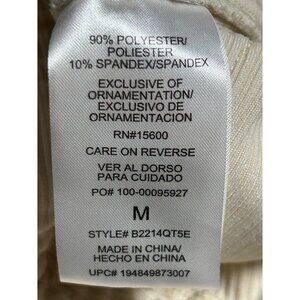 90% POLYESTER/
POLIESTER
10% SPANDEX/SPANDEX
EXCLUSIVE OF
ORNAMENTATION/
EXCLUSIVO DE
ORNAMENTACION
RN#15600
CARE ON REVERSE
VER AL DORSO
PARA CUIDADO
PO# 100-00095927
M
STYLE# B2214QT5E
MADE IN CHINA/
HECHO EN CHINA
UPC# 194849873007